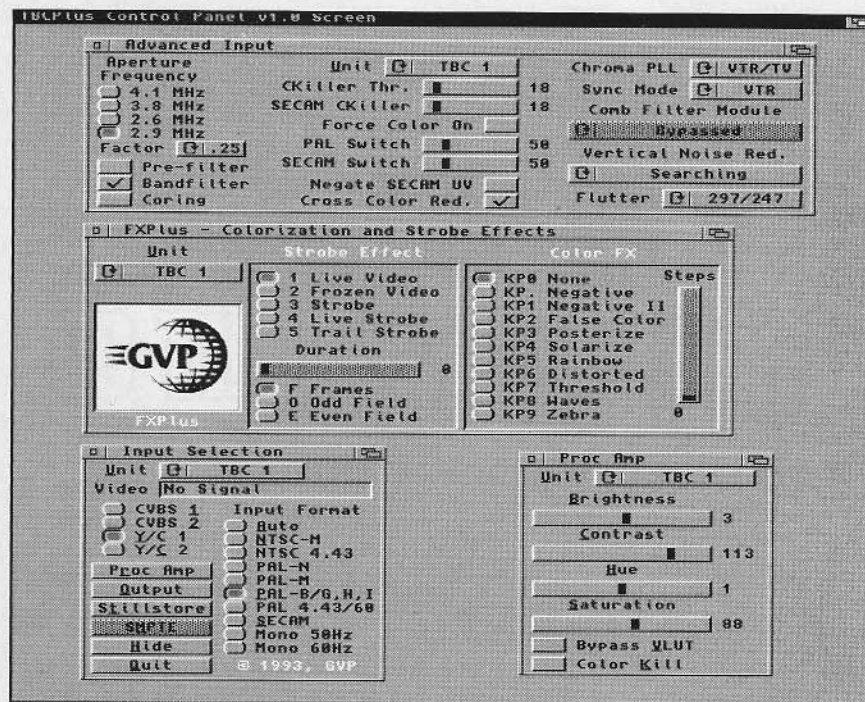 TBCPlus Control Panel v1.0 Screen
Advanced Input
Aperture
Frequency
4.1 MHz
3.8 MHz
2.6 MHz
2.9 MHz
Factor .25
Pre-filter
Bandfilter
Coring
Unit TBC 1
CKiller Thr. 18
SECAM CKiller 18
Force Color On
PAL Switch 50
SECAM Switch 50
Negate SECAM UV
Cross Color Red.
Chroma PLL VTR/TV
Sync Mode VTR
Comb Filter Module
Bypassed
Vertical Noise Red.
Searching
Flutter 297/247
FXPlus - Colorization and Strobe Effects
Unit
TBC 1
GVP
FXPlus
Strobe Effect
1 Live Video
2 Frozen Video
3 Strobe
4 Live Strobe
5 Trail Strobe
Duration
0
F Frames
O Odd Field
E Even Field
Color FX
KP0 None
KP. Negative
KP1 Negative II
KP2 False Color
KP3 Posterize
KP4 Solarize
KP5 Rainbow
KP6 Distorted
KP7 Threshold
KP8 Waves
KP9 Zebra
Steps
0
Input Selection
Unit TBC 1
Video No Signal
CVBS 1
CVBS 2
Y/C 1
Y/C 2
Proc Amp
Output
Stillstore
SMPTE
Hide
Quit
Input Format
Auto
NTSC-M
NTSC 4.43
PAL-N
PAL-M
PAL-B/G,H,I
PAL 4.43/60
SECAM
Mono 50Hz
Mono 60Hz
© 1993, GVP
Proc Amp
Unit TBC 1
Brightness
3
Contrast
113
Hue
1
Saturation
88
Bypass VLUT
Color Kill